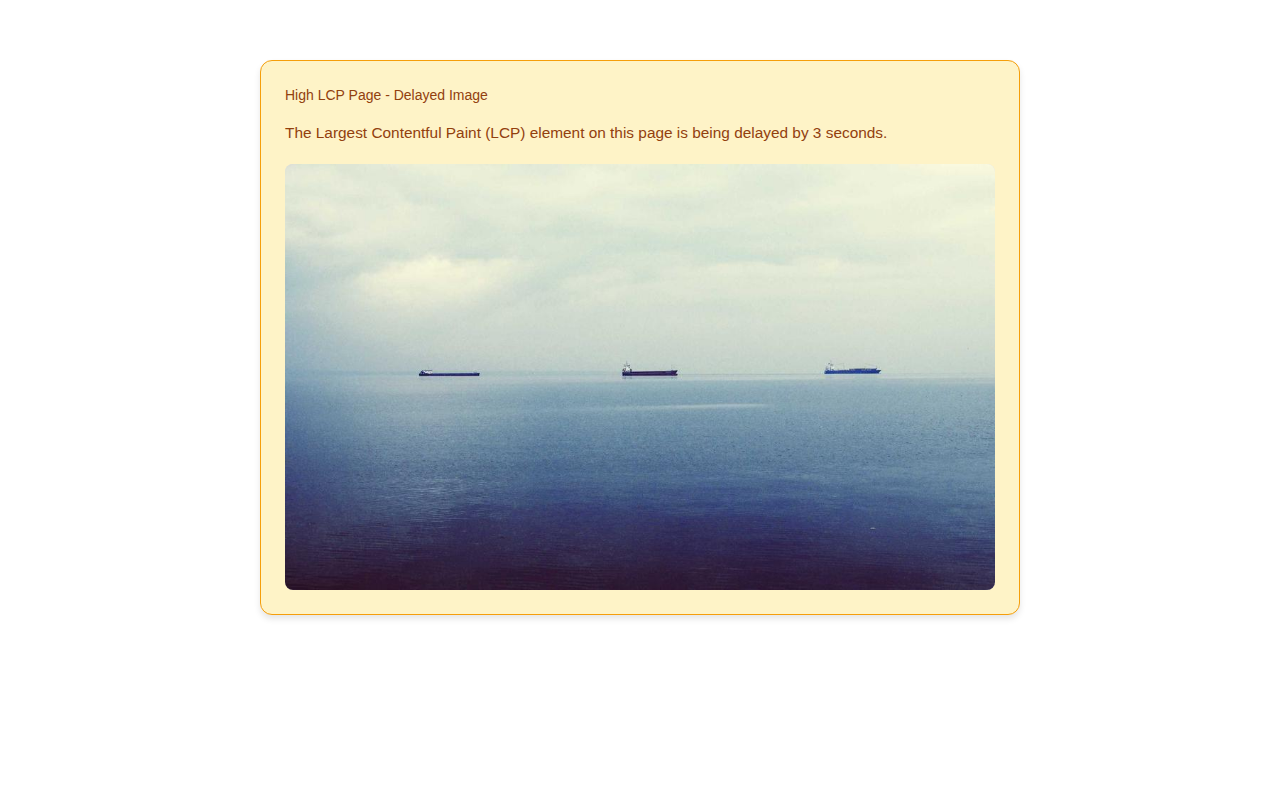 High LCP Page - Delayed Image
The Largest Contentful Paint (LCP) element on this page is being delayed by 3 seconds.